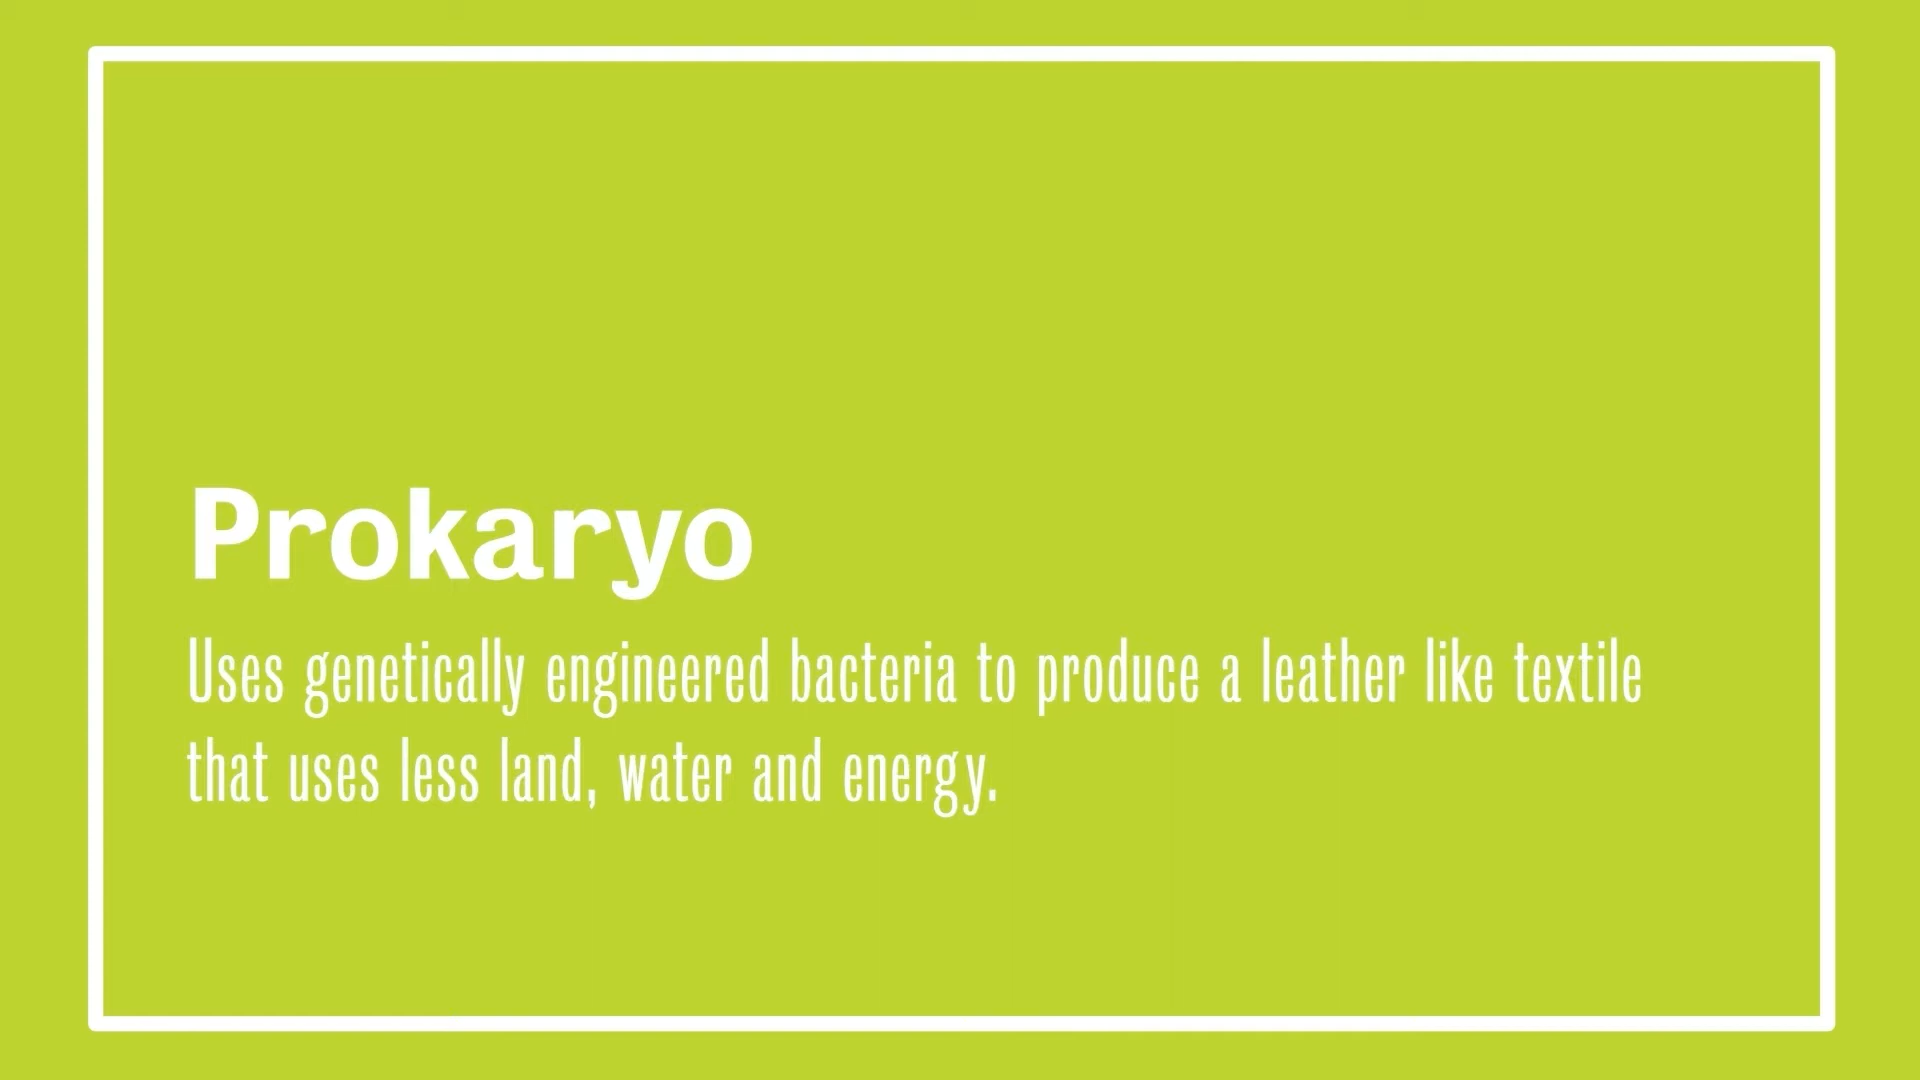 Prokaryo
Uses genetically engineered bacteria to produce a leather like textile
that uses less land, water and energy.